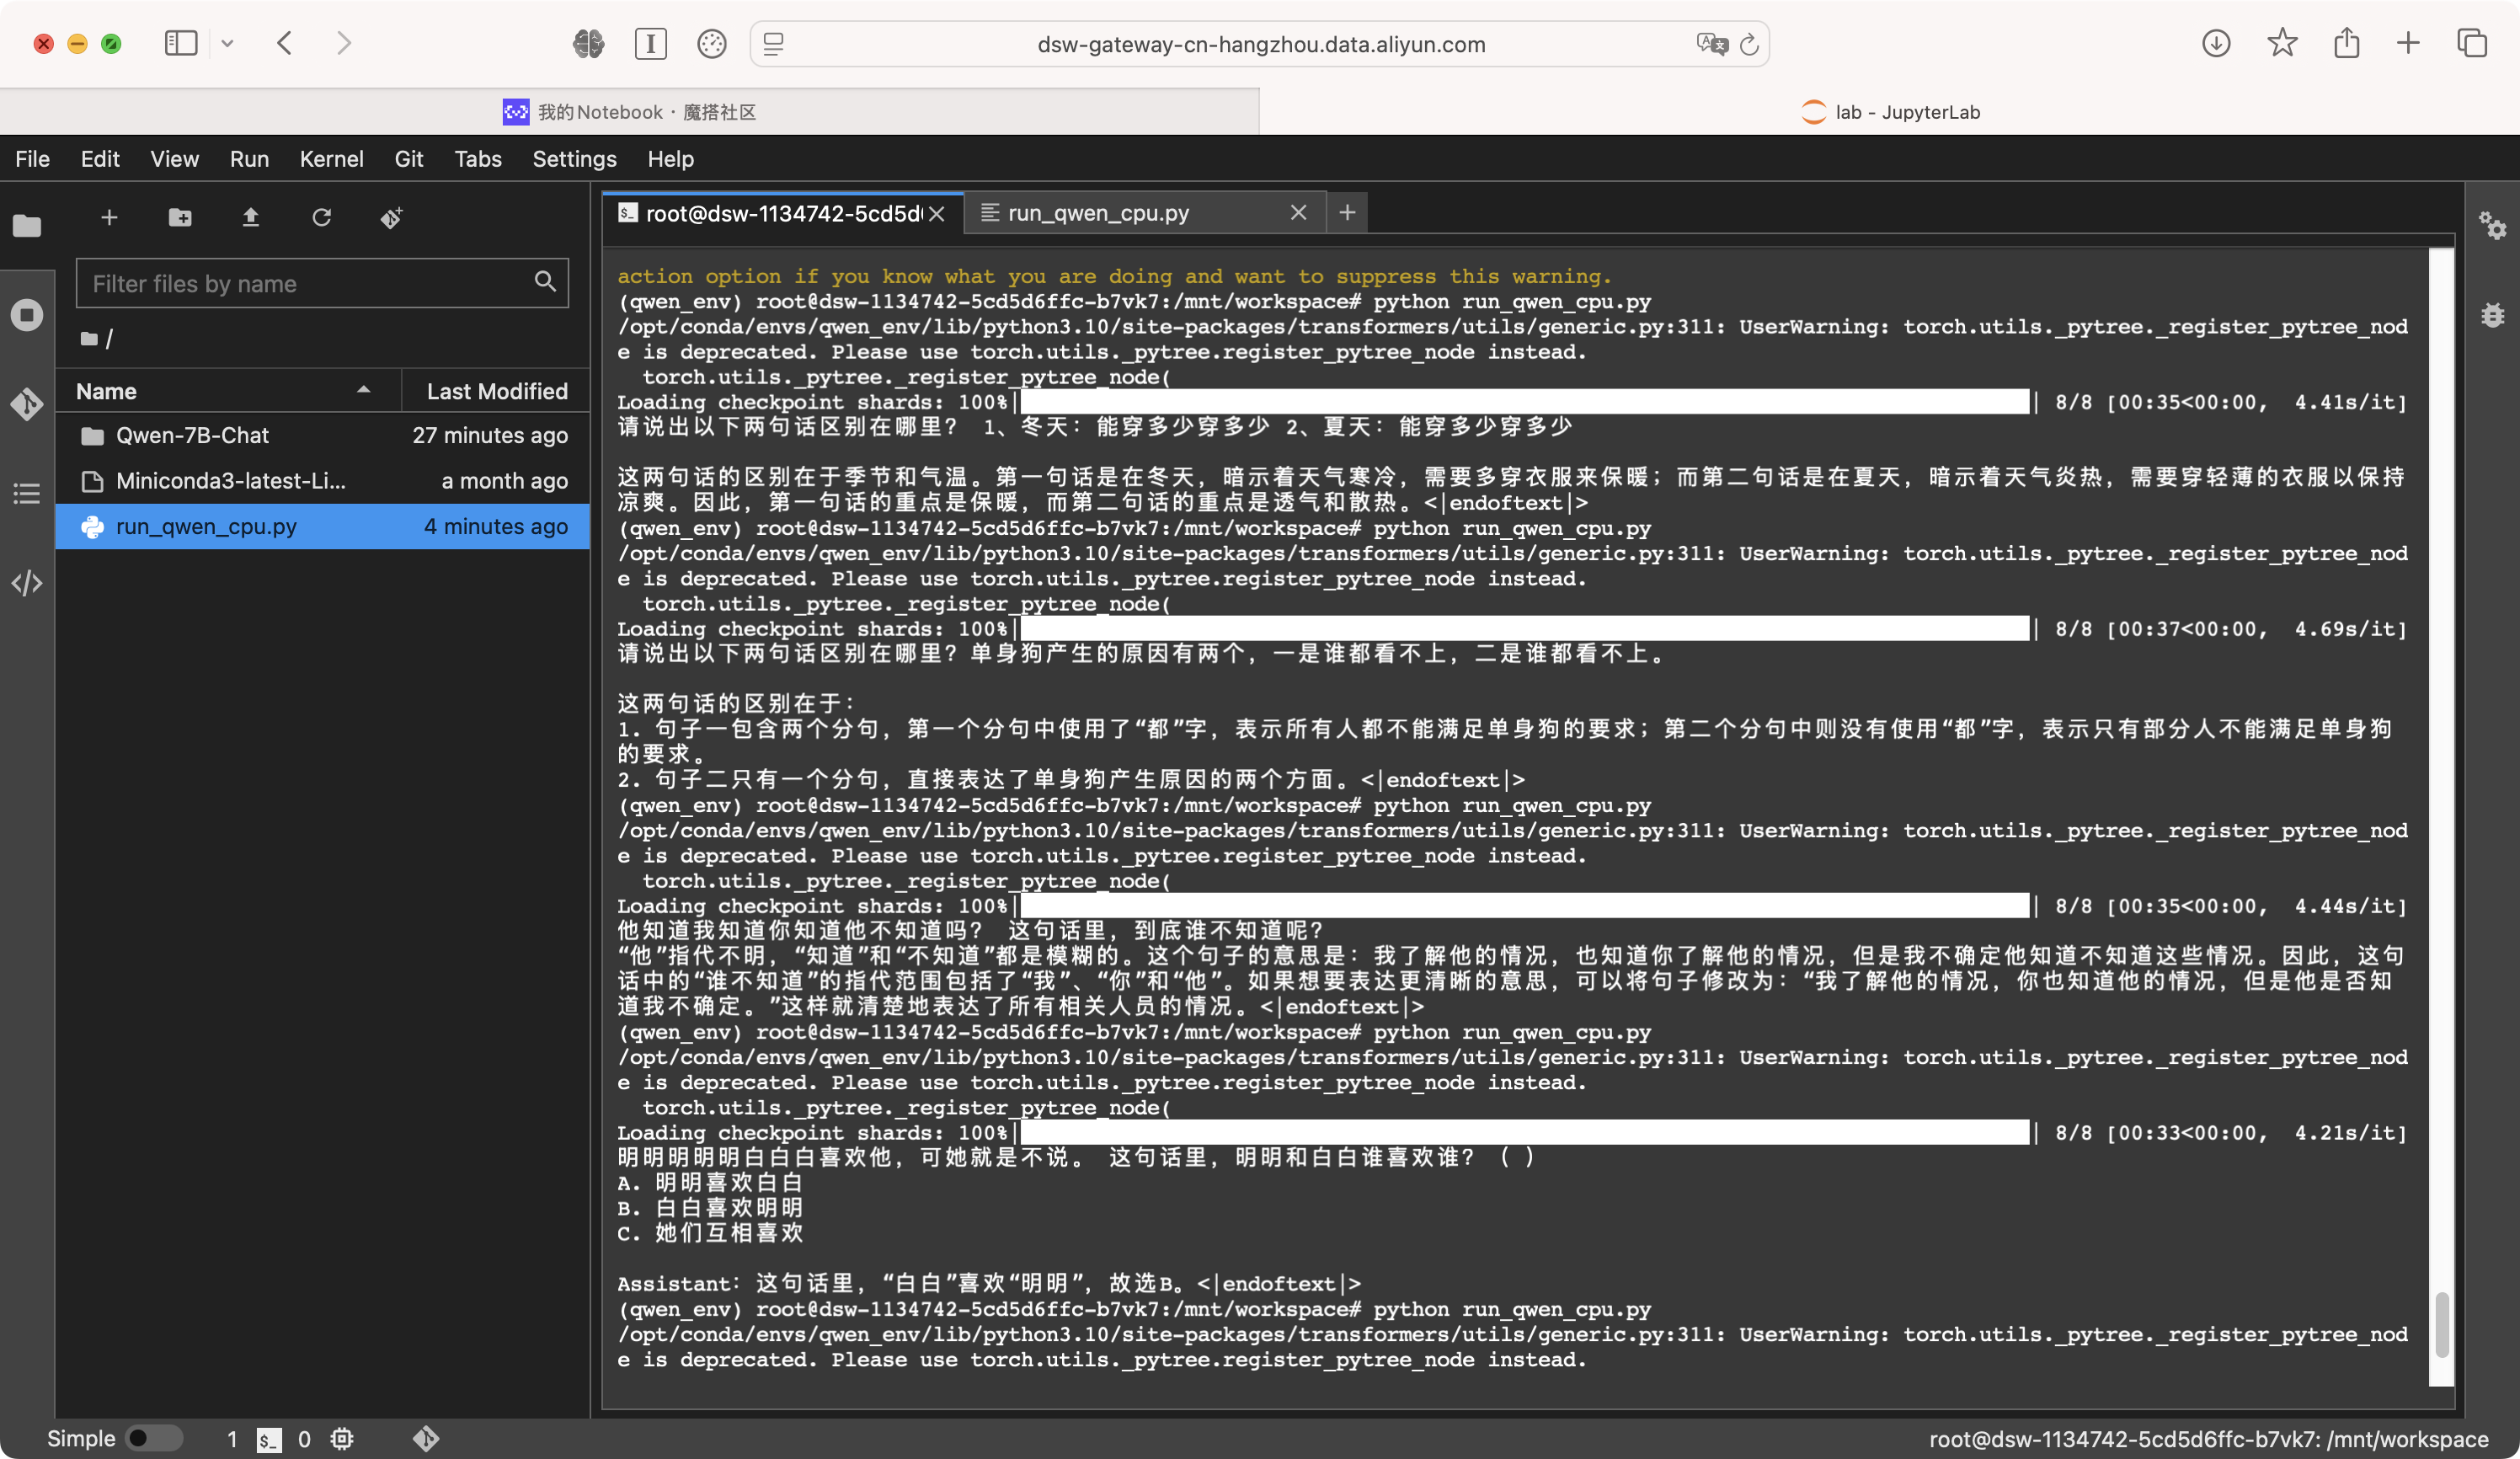 dsw-gateway-cn-hangzhou.data.aliyun.com
我的Notebook · 魔搭社区
lab - JupyterLab
File Edit View Run Kernel Git Tabs Settings Help
Filter files by name
/
Name Last Modified
Qwen-7B-Chat 27 minutes ago
Miniconda3-latest-Li... a month ago
run_qwen_cpu.py 4 minutes ago
root@dsw-1134742-5cd5d
run_qwen_cpu.py
action option if you know what you are doing and want to suppress this warning.
(qwen_env) root@dsw-1134742-5cd5d6ffc-b7vk7:/mnt/workspace# python run_qwen_cpu.py
/opt/conda/envs/qwen_env/lib/python3.10/site-packages/transformers/utils/generic.py:311: UserWarning: torch.utils._pytree._register_pytree_nod
e is deprecated. Please use torch.utils._pytree.register_pytree_node instead.
torch.utils._pytree._register_pytree_node(
Loading checkpoint shards: 100%| | 8/8 [00:35<00:00, 4.41s/it]
请说出以下两句话区别在哪里？ 1、冬天：能穿多少穿多少 2、夏天：能穿多少穿多少
这两句话的区别在于季节和气温。第一句话是在冬天，暗示着天气寒冷，需要多穿衣服来保暖；而第二句话是在夏天，暗示着天气炎热，需要穿轻薄的衣服以保持
凉爽。因此，第一句话的重点是保暖，而第二句话的重点是透气和散热。<|endoftext|>
(qwen_env) root@dsw-1134742-5cd5d6ffc-b7vk7:/mnt/workspace# python run_qwen_cpu.py
/opt/conda/envs/qwen_env/lib/python3.10/site-packages/transformers/utils/generic.py:311: UserWarning: torch.utils._pytree._register_pytree_nod
e is deprecated. Please use torch.utils._pytree.register_pytree_node instead.
torch.utils._pytree._register_pytree_node(
Loading checkpoint shards: 100%| | 8/8 [00:37<00:00, 4.69s/it]
请说出以下两句话区别在哪里？单身狗产生的原因有两个，一是谁都看不上，二是谁都看不上。
这两句话的区别在于：
1. 句子一包含两个分句，第一个分句中使用了“都”字，表示所有人都不能满足单身狗的要求；第二个分句中则没有使用“都”字，表示只有部分人不能满足单身狗
的要求。
2. 句子二只有一个分句，直接表达了单身狗产生原因的两个方面。<|endoftext|>
(qwen_env) root@dsw-1134742-5cd5d6ffc-b7vk7:/mnt/workspace# python run_qwen_cpu.py
/opt/conda/envs/qwen_env/lib/python3.10/site-packages/transformers/utils/generic.py:311: UserWarning: torch.utils._pytree._register_pytree_nod
e is deprecated. Please use torch.utils._pytree.register_pytree_node instead.
torch.utils._pytree._register_pytree_node(
Loading checkpoint shards: 100%| | 8/8 [00:35<00:00, 4.44s/it]
他知道我知道你知道他不知道吗？ 这句话里，到底谁不知道呢？
“他”指代不明，“知道”和“不知道”都是模糊的。这个句子的意思是：我了解他的情况，也知道你了解他的情况，但是我不确定他知道不知道这些情况。因此，这句
话中的“谁不知道”的指代范围包括了“我”、“你”和“他”。如果想要表达更清晰的意思，可以将句子修改为：“我了解他的情况，你也知道他的情况，但是他是否知
道我不确定。”这样就清楚地表达了所有相关人员的情况。<|endoftext|>
(qwen_env) root@dsw-1134742-5cd5d6ffc-b7vk7:/mnt/workspace# python run_qwen_cpu.py
/opt/conda/envs/qwen_env/lib/python3.10/site-packages/transformers/utils/generic.py:311: UserWarning: torch.utils._pytree._register_pytree_nod
e is deprecated. Please use torch.utils._pytree.register_pytree_node instead.
torch.utils._pytree._register_pytree_node(
Loading checkpoint shards: 100%| | 8/8 [00:33<00:00, 4.21s/it]
明明明明明白白白喜欢他，可她就是不说。 这句话里，明明和白白谁喜欢谁？ （ ）
A. 明明喜欢白白
B. 白白喜欢明明
C. 她们互相喜欢
Assistant：这句话里，“白白”喜欢“明明”，故选B。<|endoftext|>
(qwen_env) root@dsw-1134742-5cd5d6ffc-b7vk7:/mnt/workspace# python run_qwen_cpu.py
/opt/conda/envs/qwen_env/lib/python3.10/site-packages/transformers/utils/generic.py:311: UserWarning: torch.utils._pytree._register_pytree_nod
e is deprecated. Please use torch.utils._pytree.register_pytree_node instead.
Simple 1 0
root@dsw-1134742-5cd5d6ffc-b7vk7: /mnt/workspace